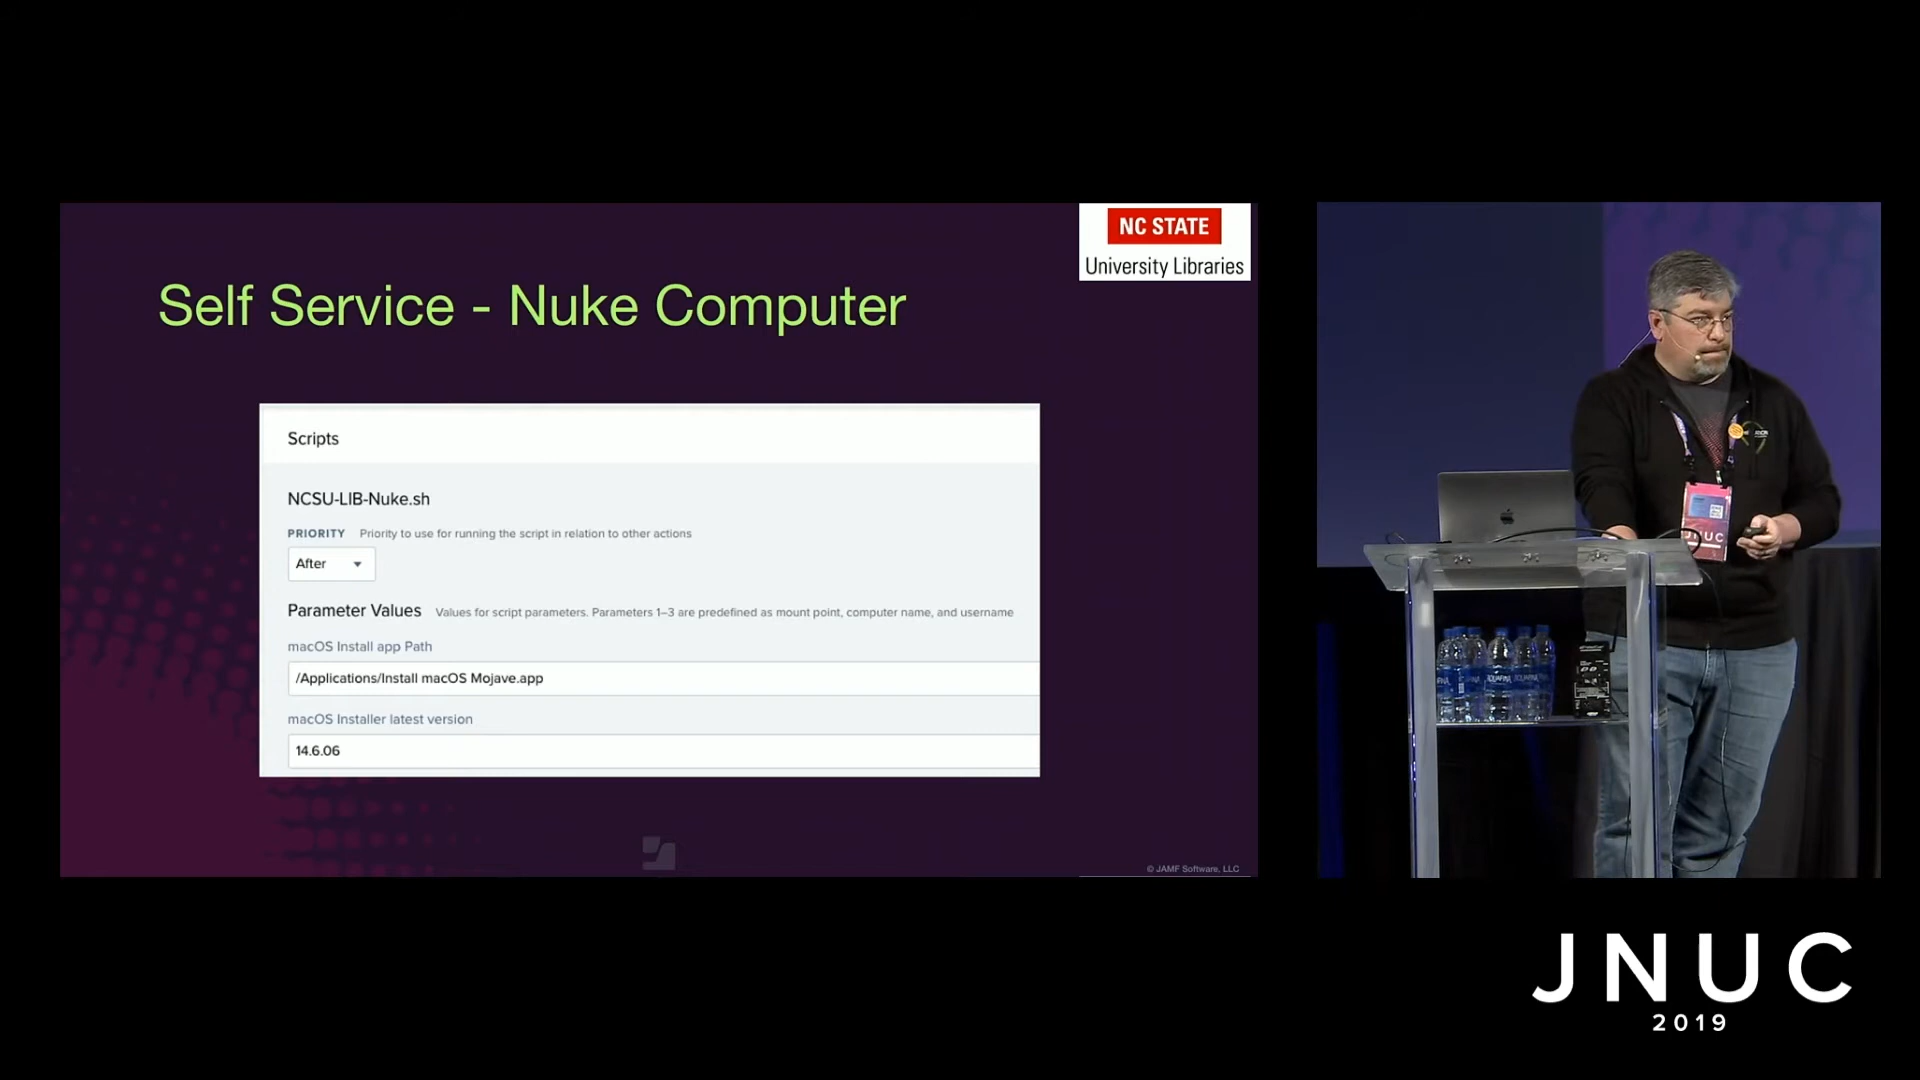 NC STATE
University Libraries
Self Service - Nuke Computer
Scripts
NCSU-LIB-Nuke.sh
PRIORITY Priority to use for running the script in relation to other actions
After
Parameter Values Values for script parameters. Parameters 1–3 are predefined as mount point, computer name, and username
macOS Install app Path
/Applications/Install macOS Mojave.app
macOS Installer latest version
14.6.06
© JAMF Software, LLC
JNUC
JNUC
2019